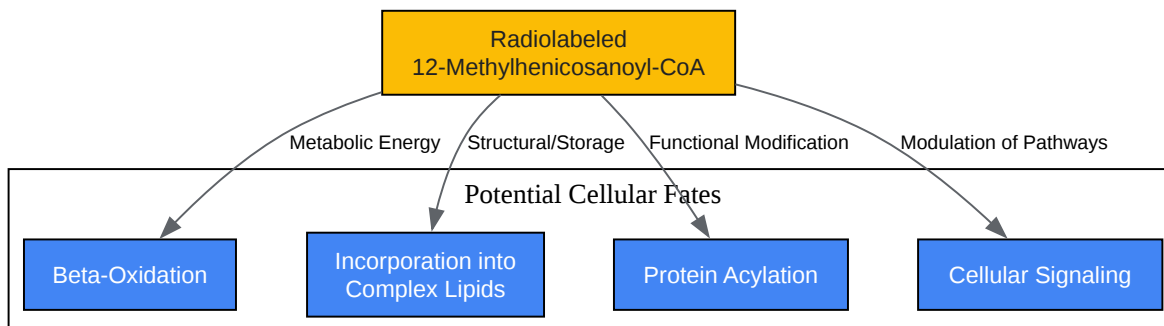 Radiolabeled
12-Methylhenicosanoyl-CoA
Metabolic Energy
Structural/Storage
Functional Modification
Modulation of Pathways
Potential Cellular Fates
Beta-Oxidation
Incorporation into
Complex Lipids
Protein Acylation
Cellular Signaling